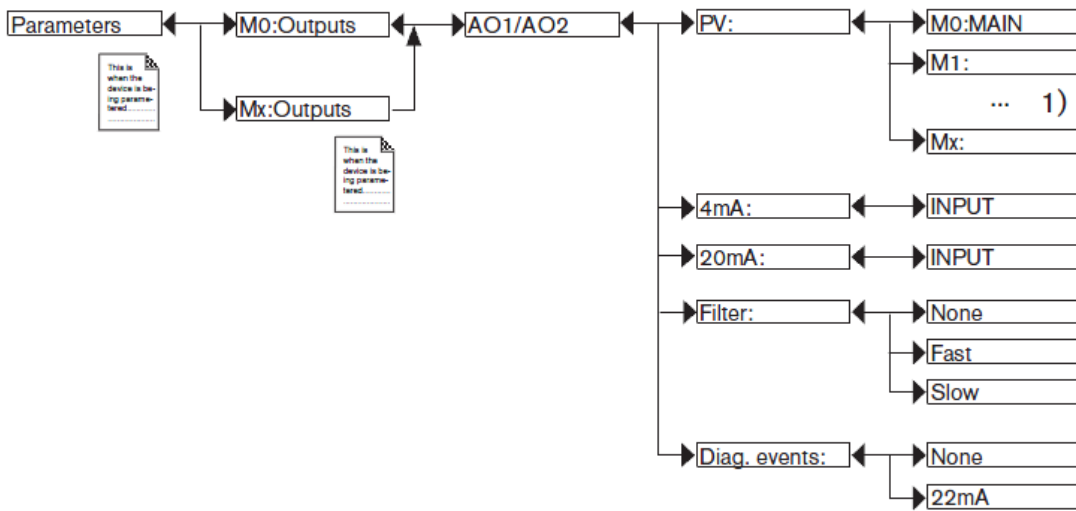 Parameters
M0:Outputs
AO1/AO2
PV:
M0:MAIN
M1:
... 1)
Mx:
This is
when the
device is be-
ing parame-
tered............
Mx:Outputs
This is
when the
device is be-
ing parame-
tered............
4mA:
INPUT
20mA:
INPUT
Filter:
None
Fast
Slow
Diag. events:
None
22mA